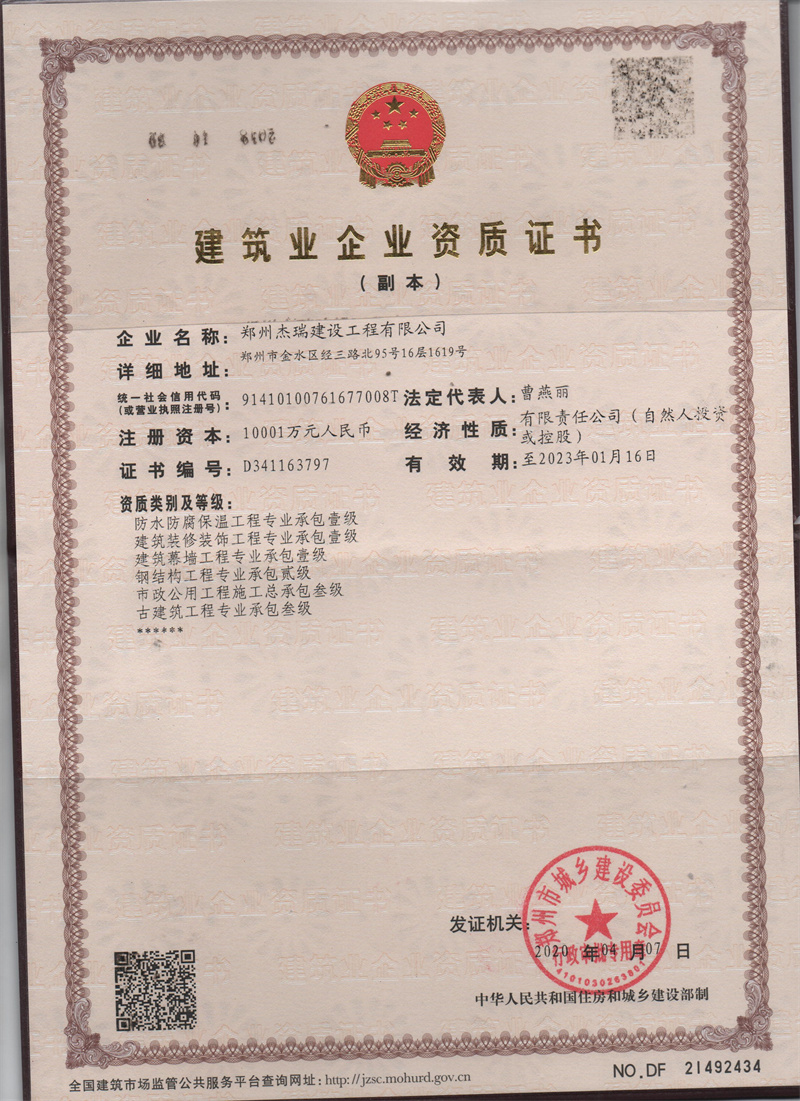 建筑业企业资质证书
（副本）
企业名称：郑州杰瑞建设工程有限公司
详细地址：郑州市金水区经三路北95号16层1619号
统一社会信用代码（或营业执照注册号）：91410100761677008T 法定代表人：曹燕丽
注册资本：10001万元人民币 经济性质：有限责任公司（自然人投资或控股）
证书编号：D341163797 有效期：至2023年01月16日
资质类别及等级：
防水防腐保温工程专业承包壹级
建筑装修装饰工程专业承包壹级
建筑幕墙工程专业承包壹级
钢结构工程专业承包贰级
市政公用工程施工总承包叁级
古建筑工程专业承包叁级
******
郑州市城乡建设委员会
发证机关：
行政审批专用章
2020年04月07日
4101030263801
中华人民共和国住房和城乡建设部制
全国建筑市场监管公共服务平台查询网址：http://jzsc.mohurd.gov.cn
NO.DF 21492434